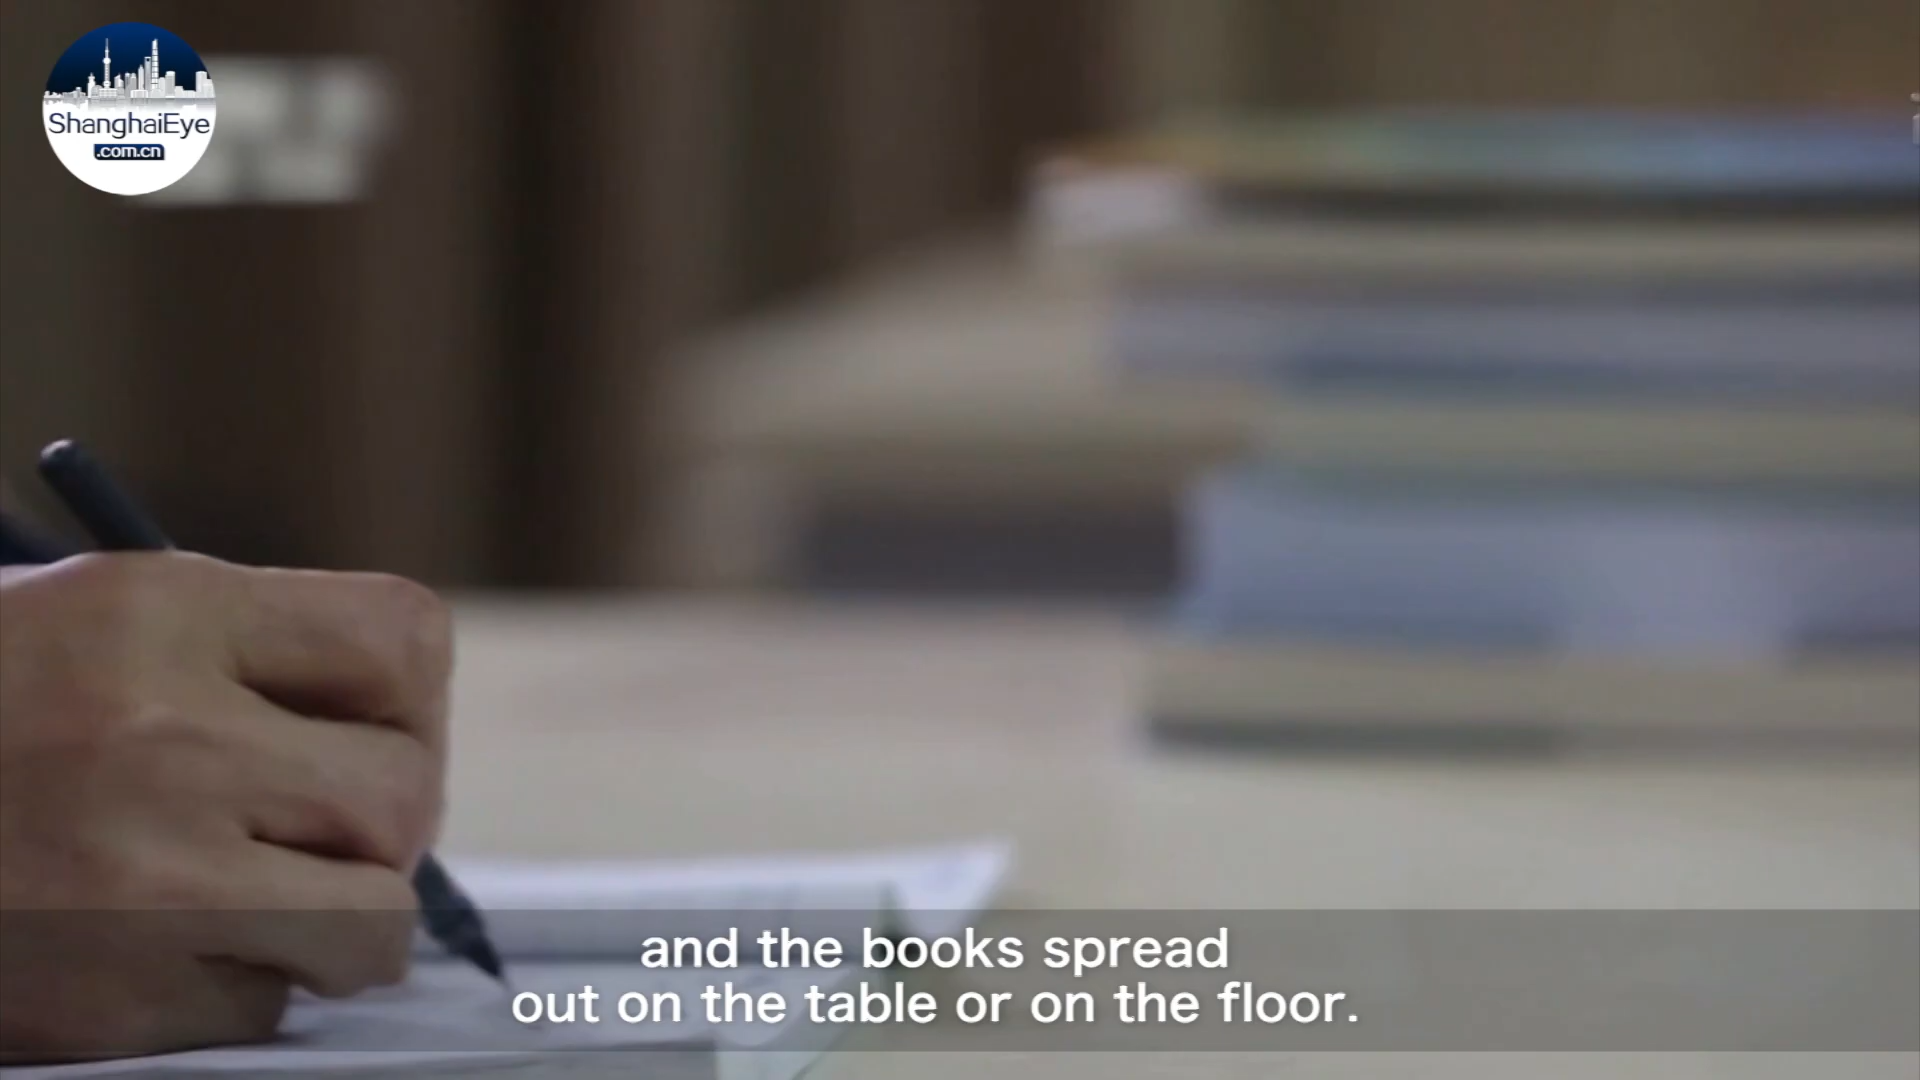 ShanghaiEye
.com.cn
and the books spread
out on the table or on the floor.